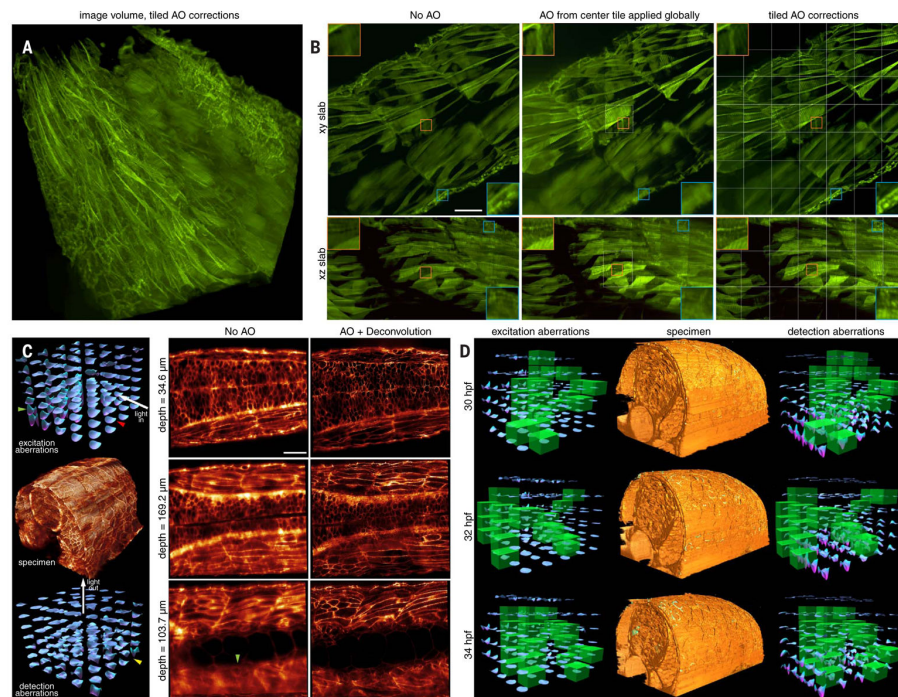 image volume, tiled AO corrections
A
B
No AO
AO from center tile applied globally
tiled AO corrections
xy slab
xz slab
C
light in
excitation aberrations
specimen
light out
detection aberrations
No AO
AO + Deconvolution
depth = 34.6 µm
depth = 169.2 µm
depth = 103.7 µm
D
excitation aberrations
specimen
detection aberrations
30 hpf
32 hpf
34 hpf